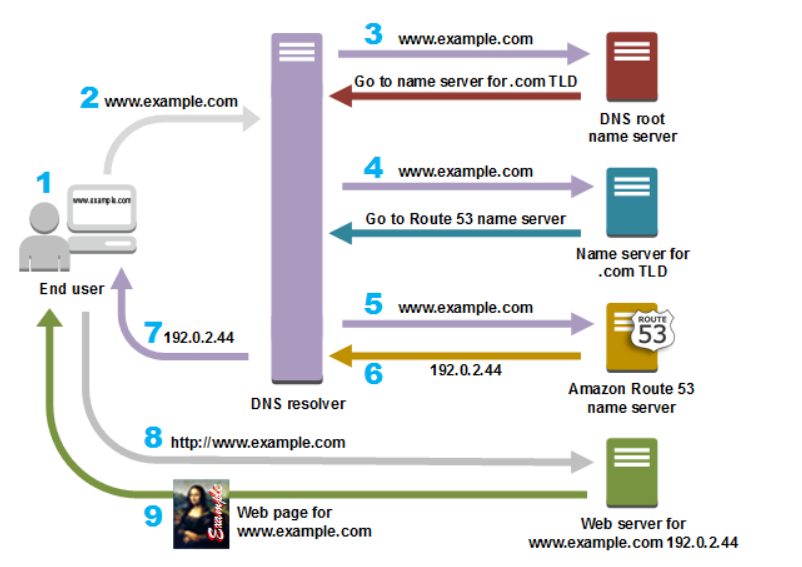 3 www.example.com
Go to name server for .com TLD
DNS root
name server
2 www.example.com
1
www.example.com
End user
4 www.example.com
Go to Route 53 name server
Name server for
.com TLD
5 www.example.com
ROUTE
53
6 192.0.2.44
Amazon Route 53
name server
7 192.0.2.44
DNS resolver
8 http://www.example.com
9
Example
Web page for
www.example.com
Web server for
www.example.com 192.0.2.44